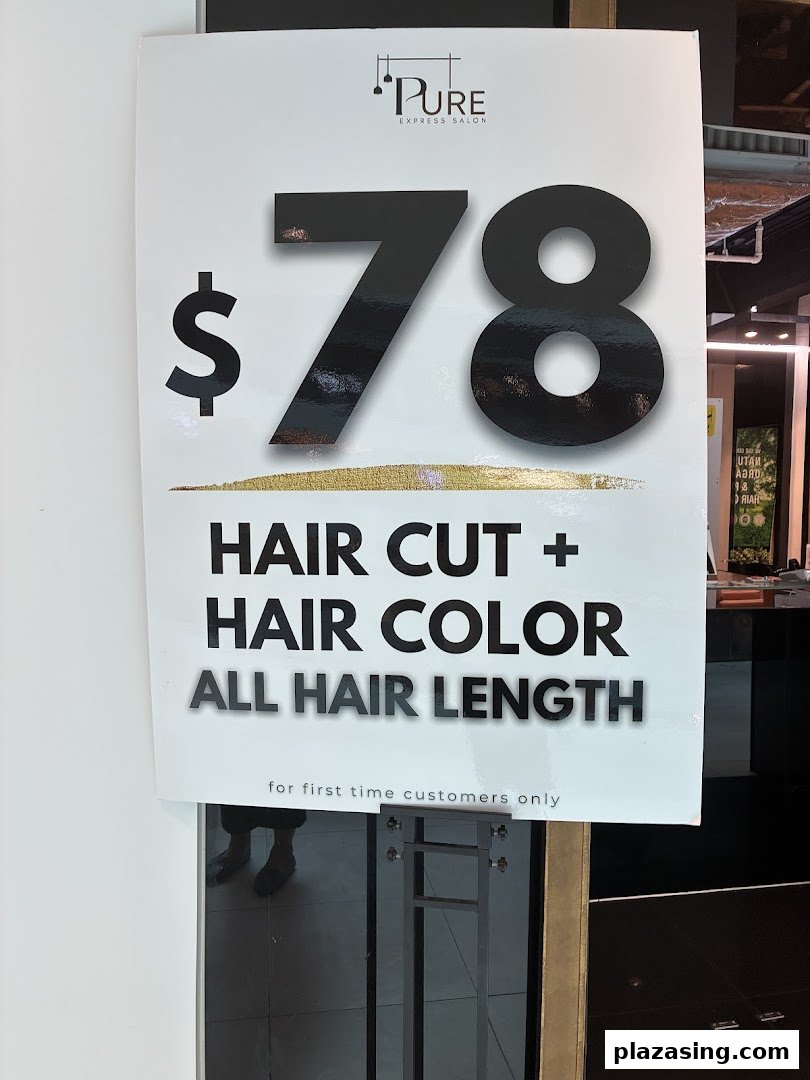 PURE
EXPRESS SALON
$78
HAIR CUT +
HAIR COLOR
ALL HAIR LENGTH
for first time customers only
plazasing.com